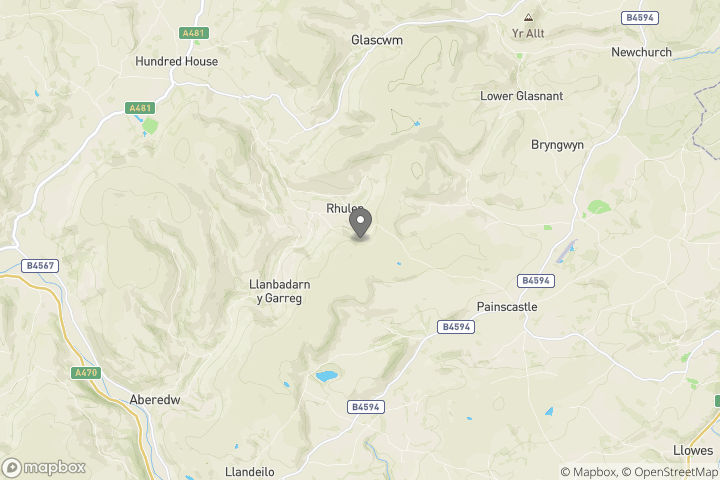 B4594
A481
Glascwm
Yr Allt
Newchurch
Hundred House
Lower Glasnant
A481
Bryngwyn
Rhulen
B4567
B4594
Llanbadarn
y Garreg
Painscastle
B4594
A470
Aberedw
B4594
Llowes
Llandeilo
mapbox
© Mapbox, © OpenStreetMap